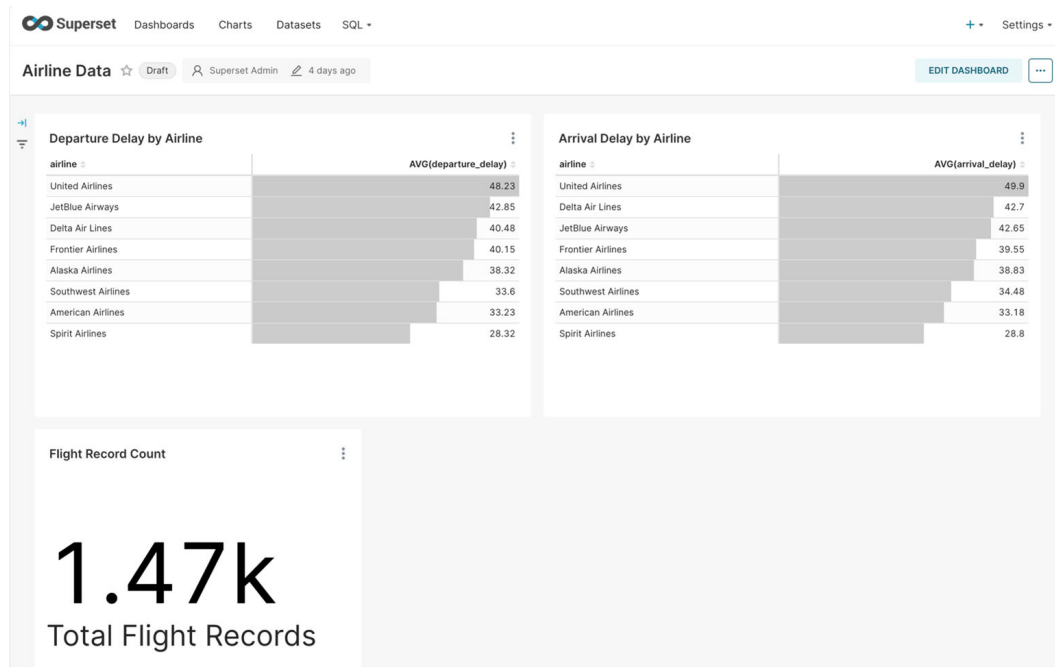 Superset Dashboards Charts Datasets SQL + Settings
Airline Data Draft Superset Admin 4 days ago EDIT DASHBOARD ...
Departure Delay by Airline
airline AVG(departure_delay)
United Airlines 48.23
JetBlue Airways 42.85
Delta Air Lines 40.48
Frontier Airlines 40.15
Alaska Airlines 38.32
Southwest Airlines 33.6
American Airlines 33.23
Spirit Airlines 28.32
Arrival Delay by Airline
airline AVG(arrival_delay)
United Airlines 49.9
Delta Air Lines 42.7
JetBlue Airways 42.65
Frontier Airlines 39.55
Alaska Airlines 38.83
Southwest Airlines 34.48
American Airlines 33.18
Spirit Airlines 28.8
Flight Record Count
1.47k
Total Flight Records